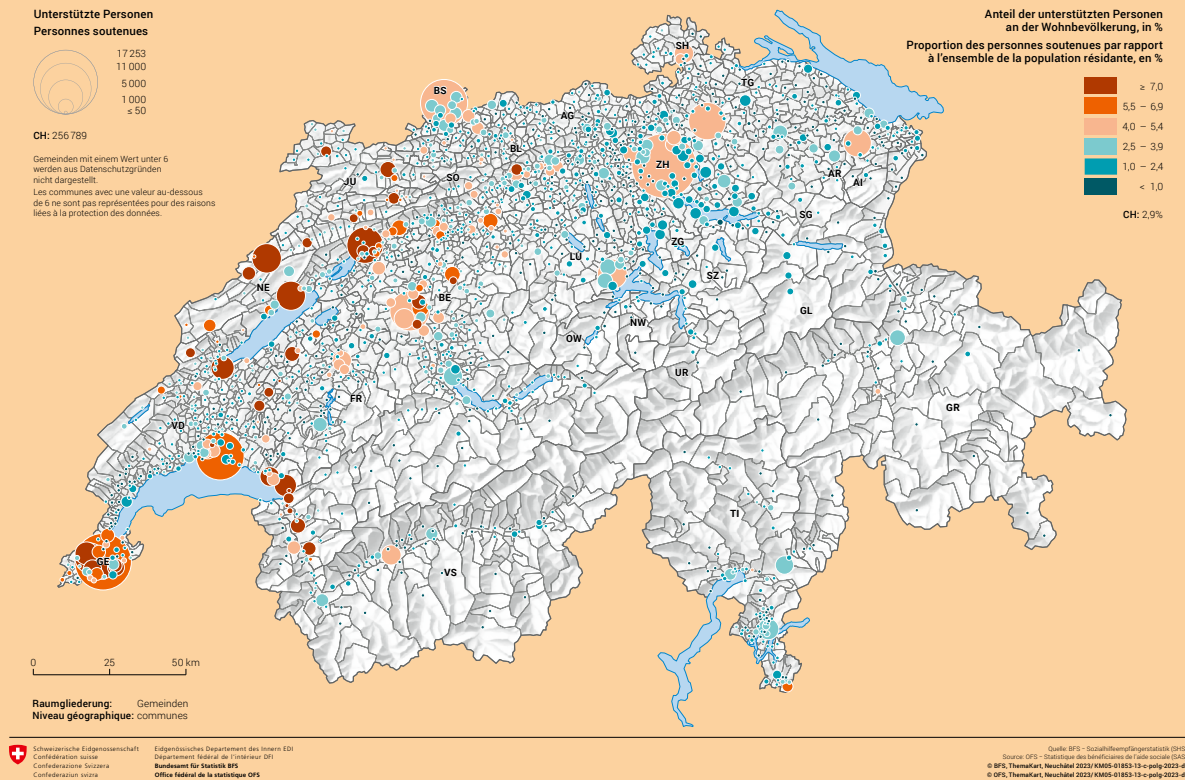 Unterstützte Personen
Personnes soutenues
17 253
11 000
5 000
1 000
≤ 50
CH: 256 789
Gemeinden mit einem Wert unter 6
werden aus Datenschutzgründen
nicht dargestellt.
Les communes avec une valeur au-dessous
de 6 ne sont pas représentées pour des raisons
liées à la protection des données.
Anteil der unterstützten Personen
an der Wohnbevölkerung, in %
Proportion des personnes soutenues par rapport
à l'ensemble de la population résidante, en %
≥ 7,0
5,5 – 6,9
4,0 – 5,4
2,5 – 3,9
1,0 – 2,4
< 1,0
CH: 2,9%
SH
BS
TG
AG
BL
ZH
JU
SO
AR
AI
SG
ZG
LU
SZ
NE
BE
GL
NW
OW
UR
FR
GR
VD
TI
GE
VS
0 25 50 km
Raumgliederung: Gemeinden
Niveau géographique: communes
Schweizerische Eidgenossenschaft
Confédération suisse
Confederazione Svizzera
Confederaziun svizra
Eidgenössisches Departement des Innern EDI
Département fédéral de l'intérieur DFI
Bundesamt für Statistik BFS
Office fédéral de la statistique OFS
Quelle: BFS – Sozialhilfeempfängerstatistik (SHS
Source: OFS – Statistique des bénéficiaires de l'aide sociale (SAS
© BFS, ThemaKart, Neuchâtel 2023/ KM05-01853-13-c-polg-2023-d
© OFS, ThemaKart, Neuchâtel 2023/ KM05-01853-13-c-polg-2023-d